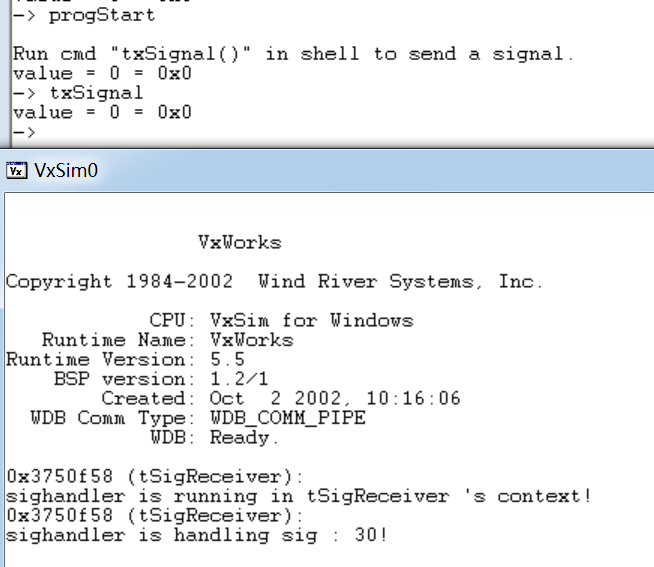 -> progStart
Run cmd "txSignal()" in shell to send a signal.
value = 0 = 0x0
-> txSignal
value = 0 = 0x0
->
VxSim0
VxWorks
Copyright 1984-2002  Wind River Systems, Inc.
CPU: VxSim for Windows
Runtime Name: VxWorks
Runtime Version: 5.5
BSP version: 1.2/1
Created: Oct  2 2002, 10:16:06
WDB Comm Type: WDB_COMM_PIPE
WDB: Ready.
0x3750f58 (tSigReceiver):
sighandler is running in tSigReceiver 's context!
0x3750f58 (tSigReceiver):
sighandler is handling sig : 30!